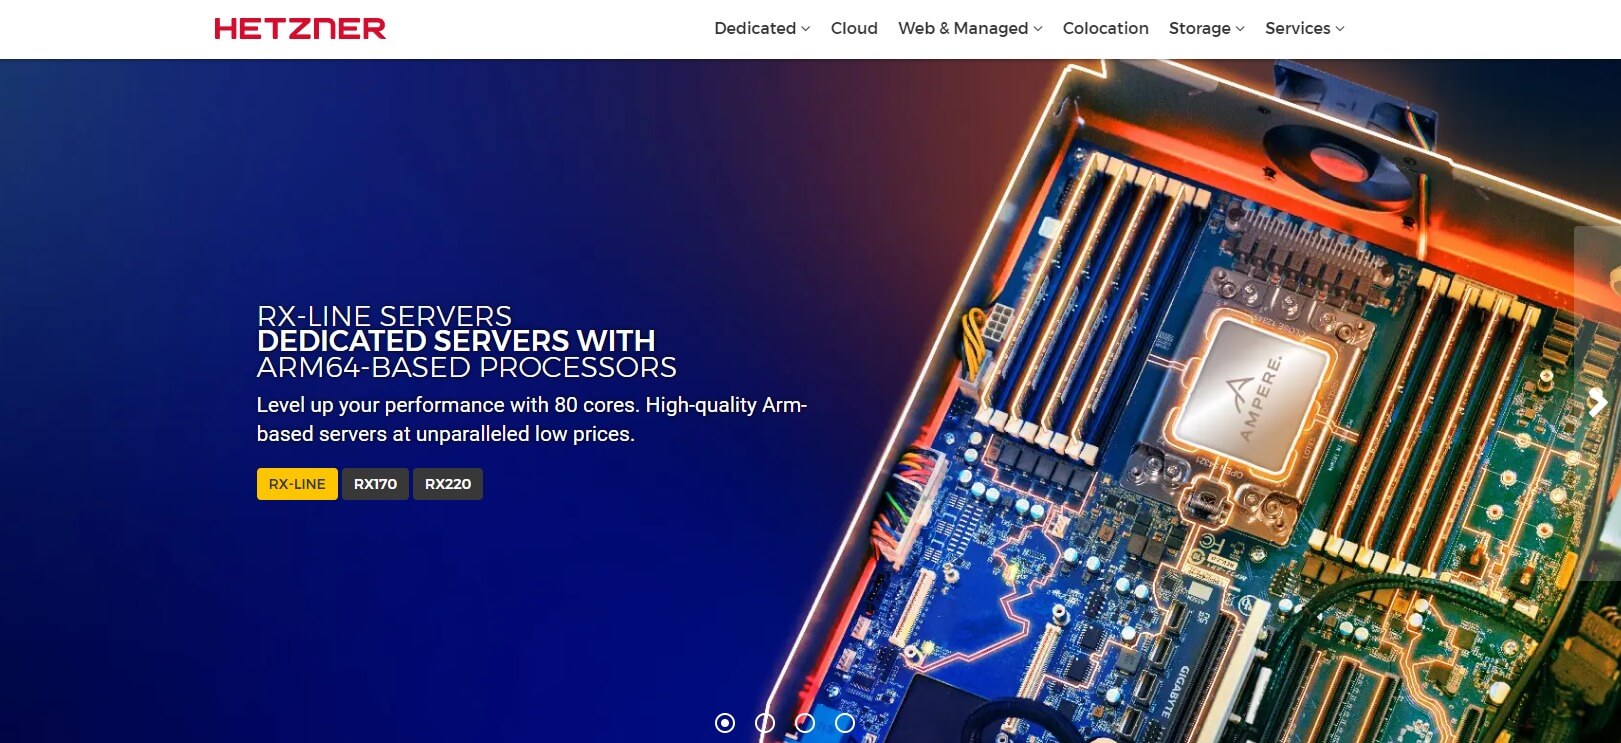 HETZNER
Dedicated
Cloud
Web & Managed
Colocation
Storage
Services
RX-LINE SERVERS
DEDICATED SERVERS WITH
ARM64-BASED PROCESSORS
Level up your performance with 80 cores. High-quality Arm-
based servers at unparalleled low prices.
RX-LINE
RX170
RX220
AMPERE.
GIGABYTE